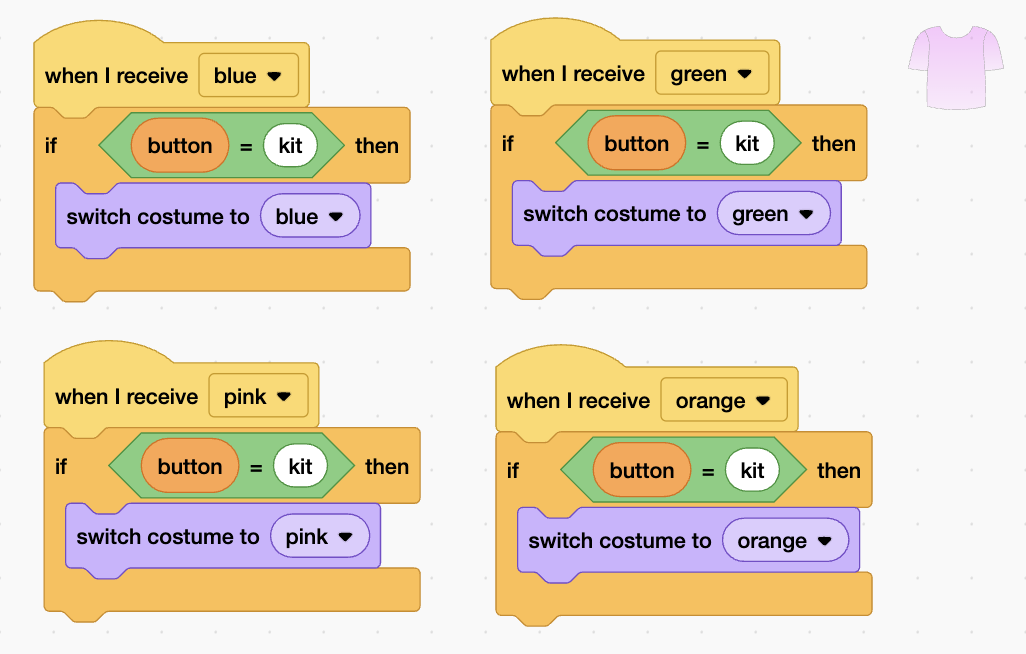 when I receive blue
if button = kit then
switch costume to blue
when I receive green
if button = kit then
switch costume to green
when I receive pink
if button = kit then
switch costume to pink
when I receive orange
if button = kit then
switch costume to orange